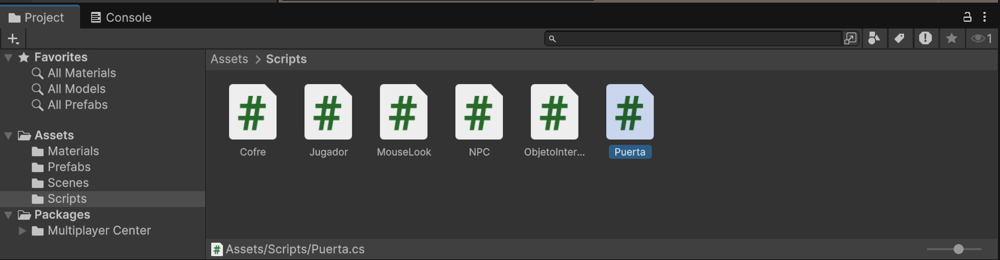 Project
Console
1
Favorites
All Materials
All Models
All Prefabs
Assets
Materials
Prefabs
Scenes
Scripts
Packages
Multiplayer Center
Assets > Scripts
# # # # # #
Cofre Jugador MouseLook NPC ObjetoInter... Puerta
# Assets/Scripts/Puerta.cs